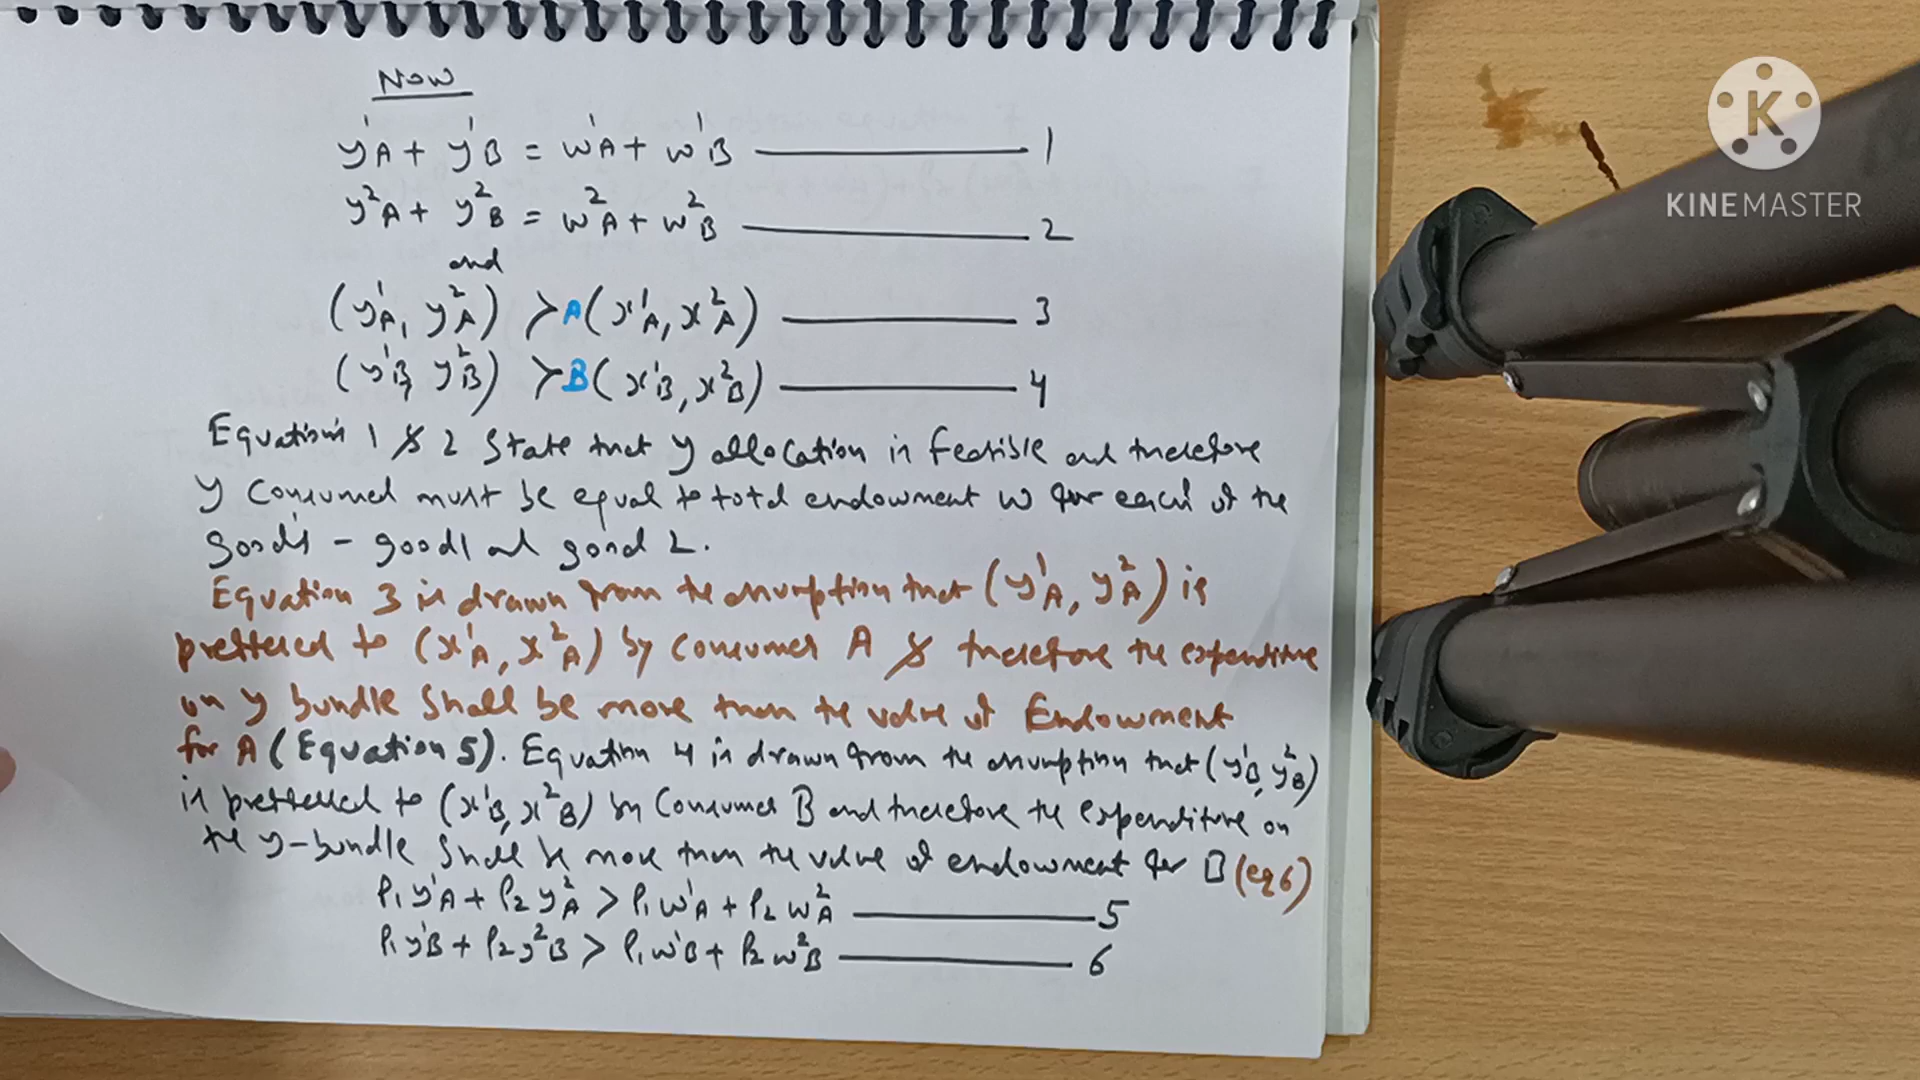 Now
y¹A + y¹B = w¹A + w¹B 1
y²A + y²B = w²A + w²B 2
and
(y¹A, y²A) >A (x¹A, x²A) 3
(y¹B, y²B) >B (x¹B, x²B) 4
Equations 1 & 2 State that y allocation is feasible and therefore
y consumed must be equal to total endowment w for each of the
goods - good1 and good 2.
Equation 3 is drawn from the assumption that (y¹A, y²A) is
preffered to (x¹A, x²A) by consumer A & therefore the expenditure
on y bundle Shall be more than the value of Endowment
for A (Equation 5). Equation 4 is drawn from the assumption that (y¹B, y²B)
is preffered to (x¹B, x²B) by Consumer B and therefore the expenditure on
the y-bundle Shall be more than the value of endowment for B (eq 6)
P₁y¹A + P₂y²A > P₁w¹A + P₂w²A 5
P₁y¹B + P₂y²B > P₁w¹B + P₂w²B 6
K
KINEMASTER